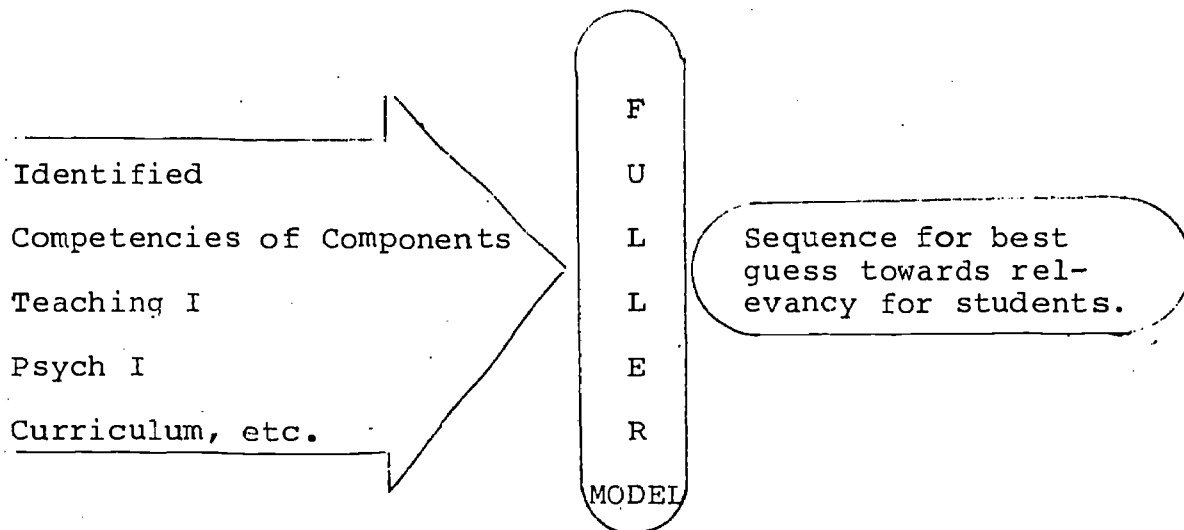 Identified
Competencies of Components
Teaching I
Psych I
Curriculum, etc.
F
U
L
L
E
R
MODEL
Sequence for best
guess towards rel-
evancy for students.